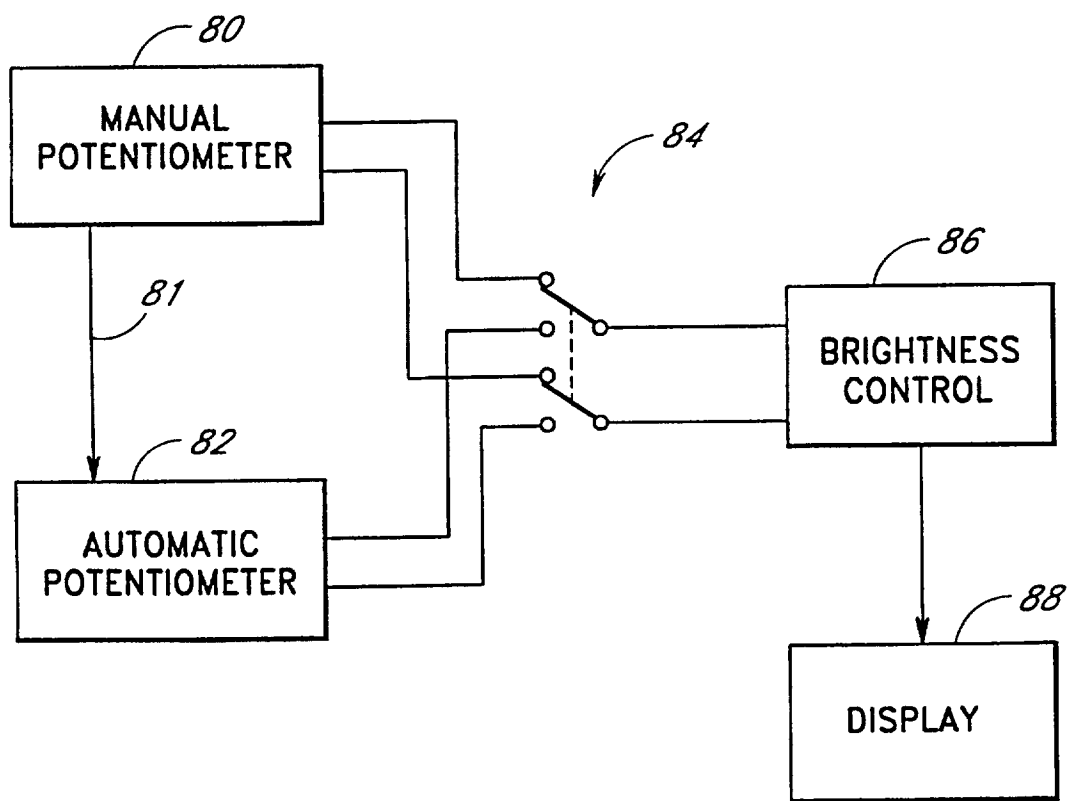 80
MANUAL
POTENTIOMETER
84
86
81
BRIGHTNESS
CONTROL
82
AUTOMATIC
POTENTIOMETER
88
DISPLAY